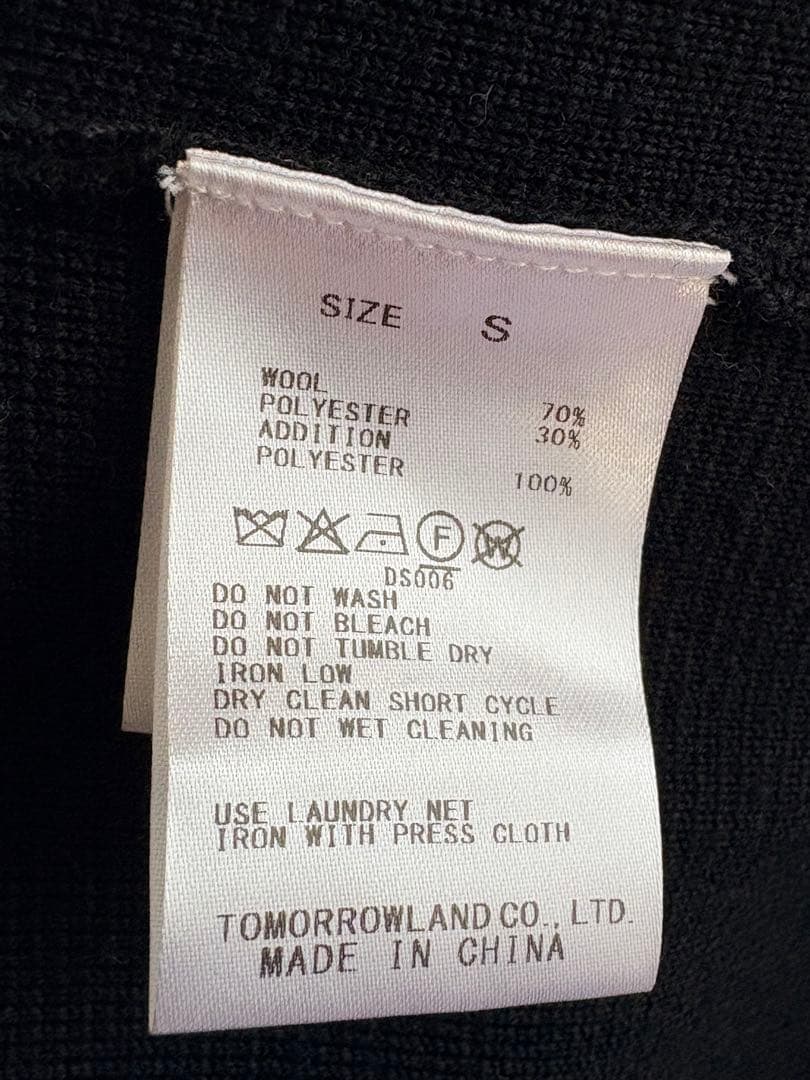 SIZE S
WOOL 70%
POLYESTER 30%
ADDITION
POLYESTER 100%
F W
DS006
DO NOT WASH
DO NOT BLEACH
DO NOT TUMBLE DRY
IRON LOW
DRY CLEAN SHORT CYCLE
DO NOT WET CLEANING
USE LAUNDRY NET
IRON WITH PRESS CLOTH
TOMORROWLAND CO., LTD.
MADE IN CHINA